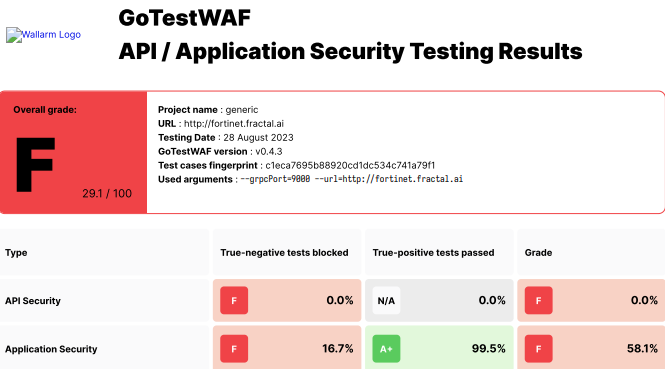 Wallarm Logo
GoTestWAF
API / Application Security Testing Results
Overall grade:
F
29.1 / 100
Project name : generic
URL : http://fortinet.fractal.ai
Testing Date : 28 August 2023
GoTestWAF version : v0.4.3
Test cases fingerprint : c1eca7695b88920cd1dc534c741a79f1
Used arguments : --grpcPort=9000 --url=http://fortinet.fractal.ai
Type True-negative tests blocked True-positive tests passed Grade
API Security F 0.0% N/A 0.0% F 0.0%
Application Security F 16.7% A+ 99.5% F 58.1%